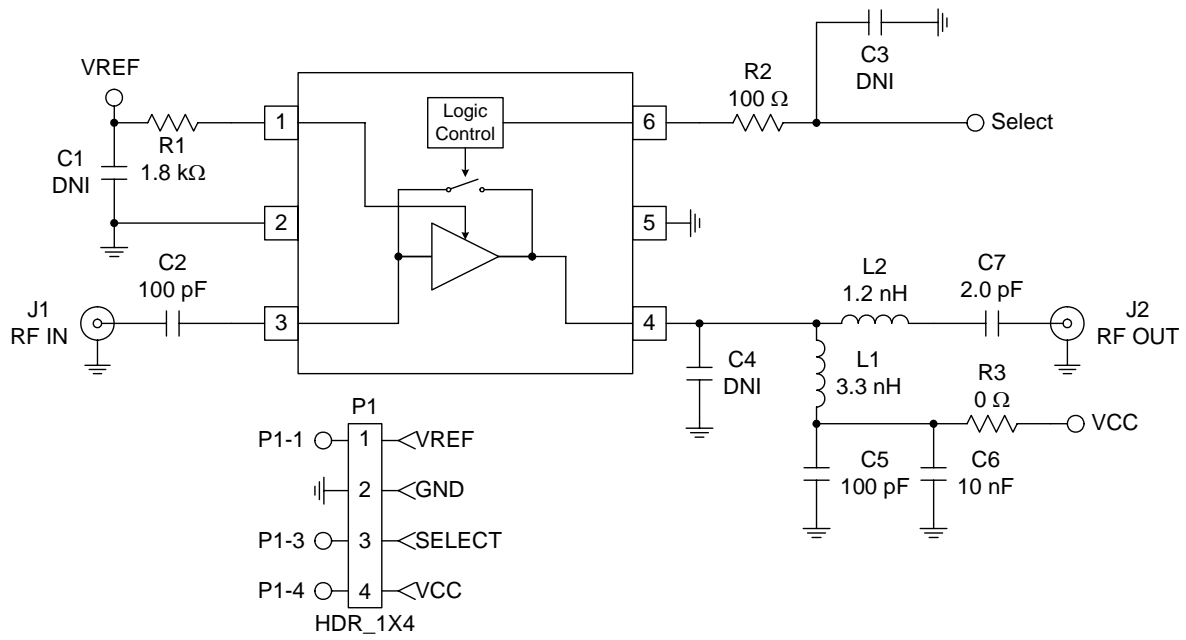 C3
DNI
VREF
R2
100 Ω
1
Logic
Control
6
Select
R1
1.8 kΩ
C1
DNI
2
5
C2
100 pF
L2
1.2 nH
C7
2.0 pF
J1
RF IN
3
4
J2
RF OUT
C4
DNI
L1
3.3 nH
R3
0 Ω
VCC
P1
P1-1
1
VREF
C5
100 pF
C6
10 nF
2
GND
P1-3
3
SELECT
P1-4
4
VCC
HDR_1X4